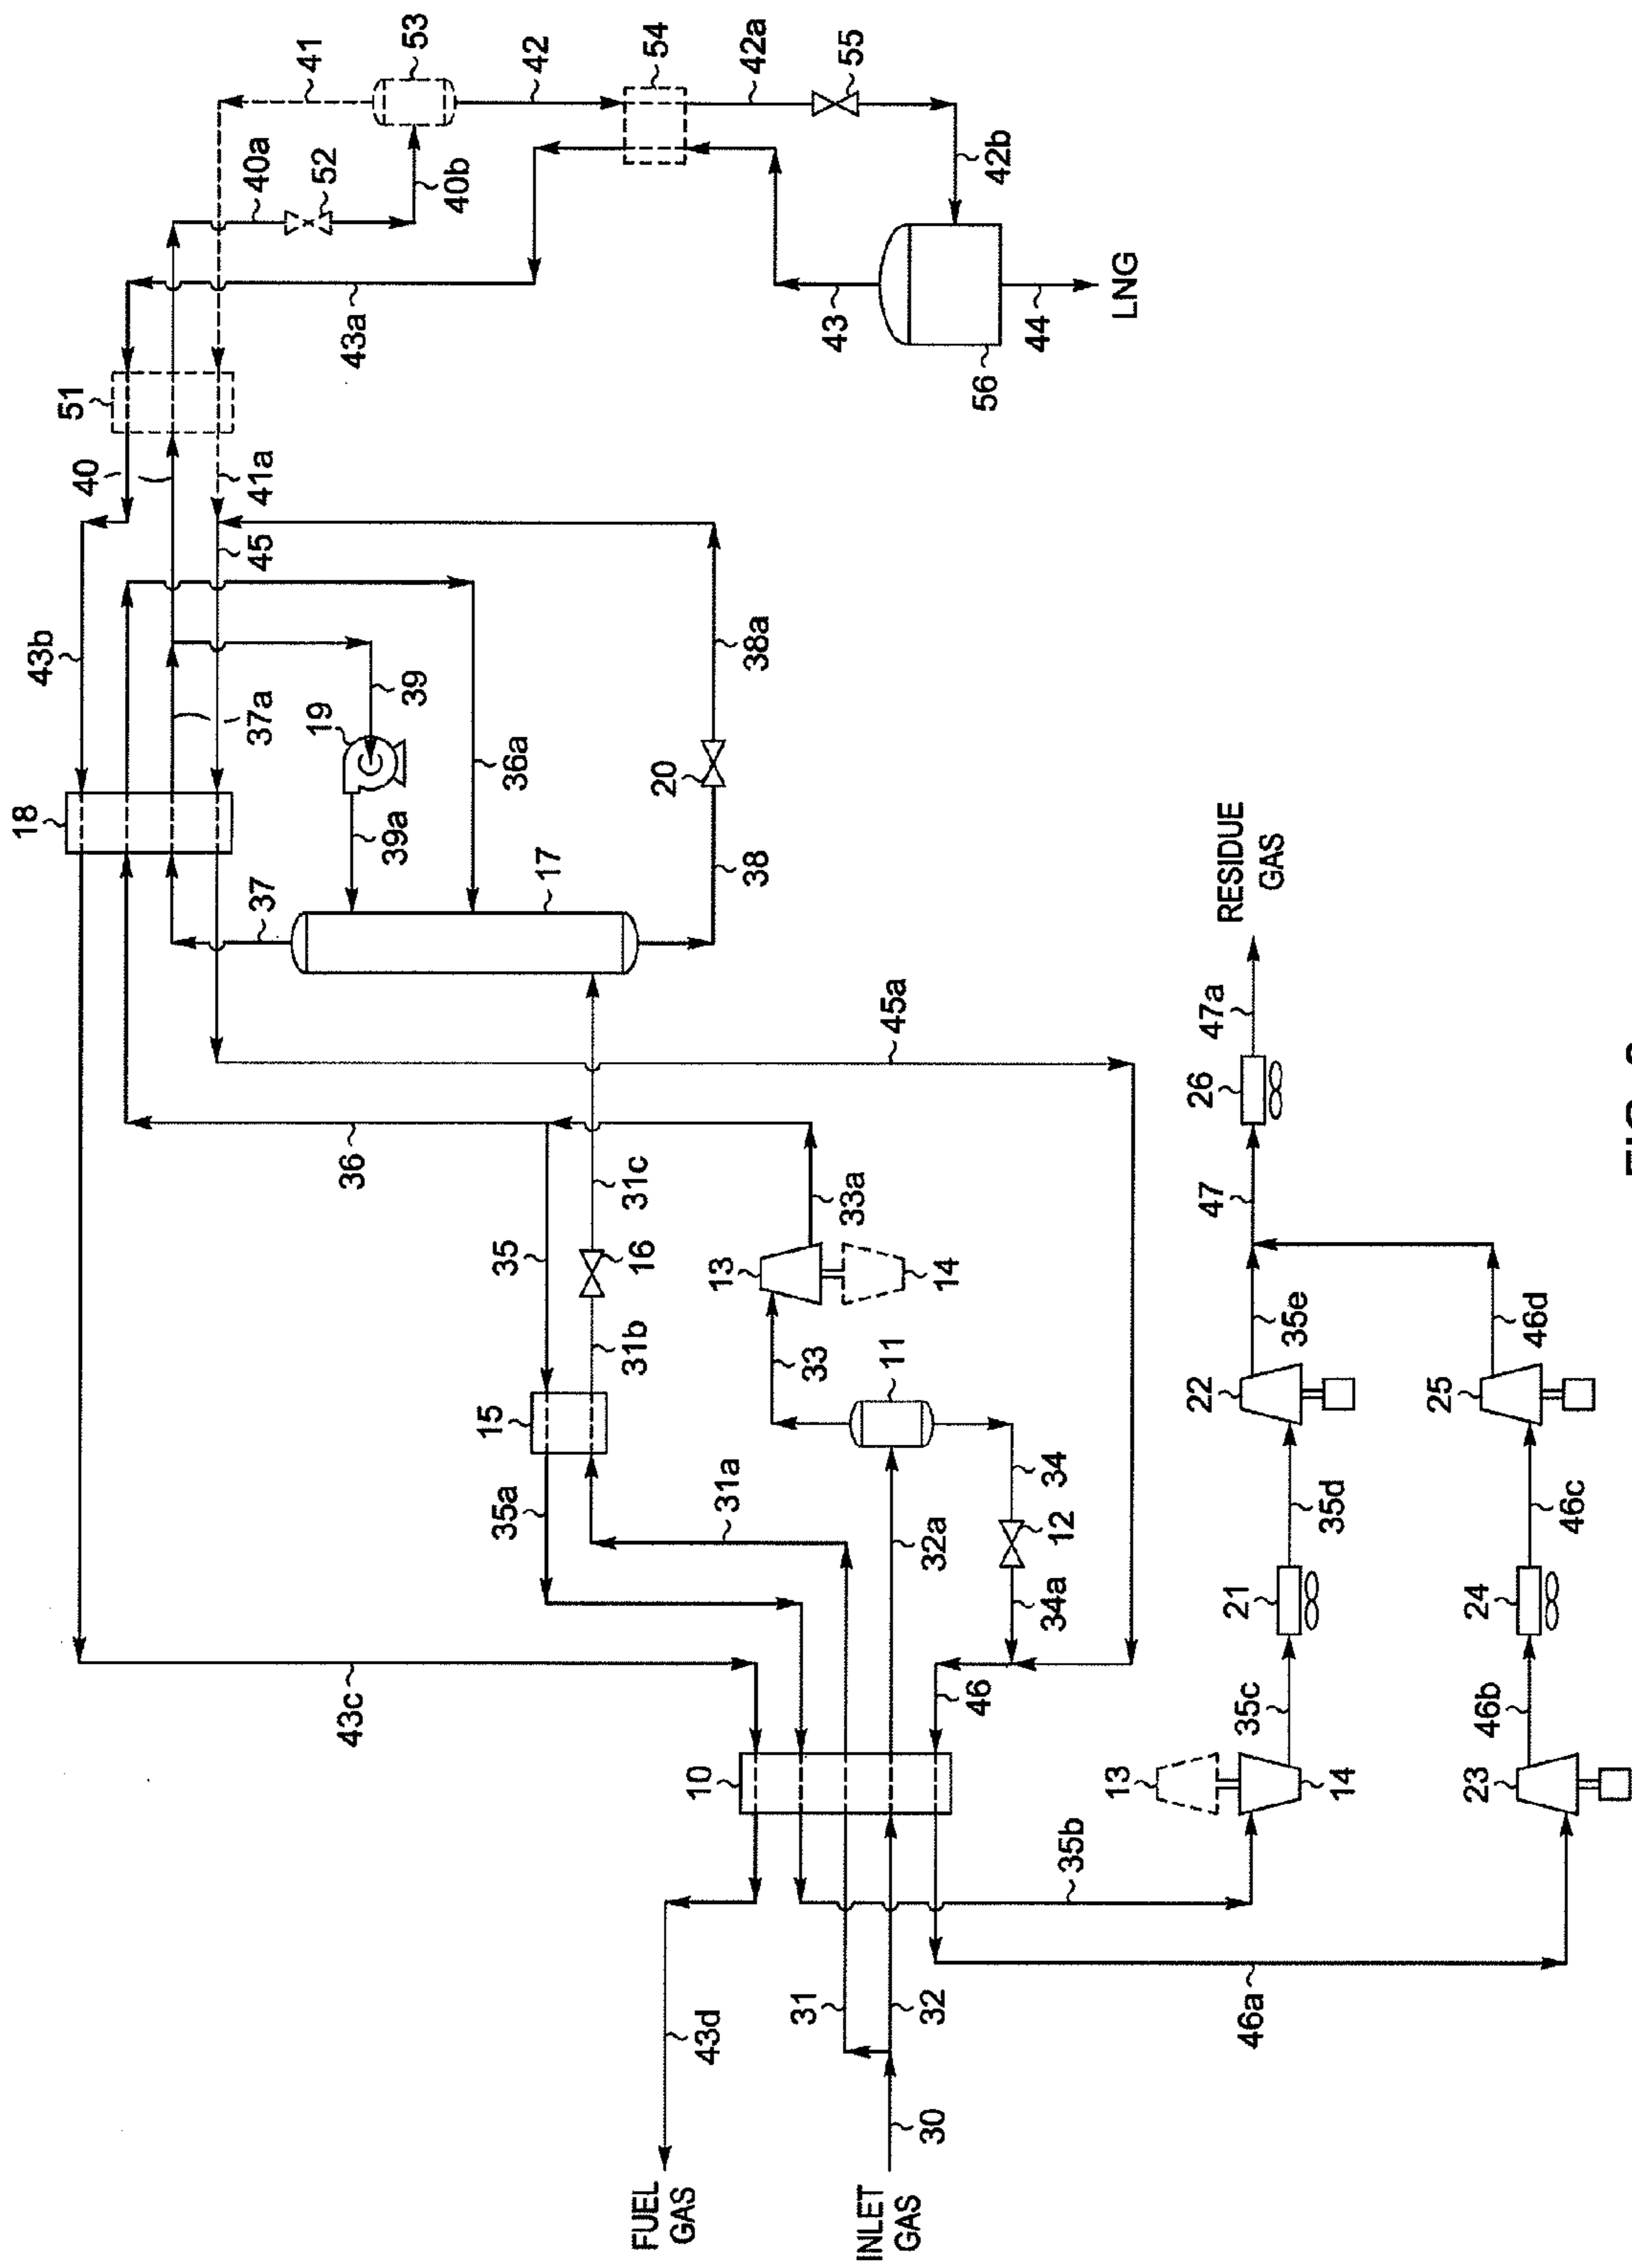 18
43b
51
40
37
37a
45
41a
40a
19
52
41
43c
36
43a
39a
39
53
40b
15
35a
35
36a
42
17
FUEL
GAS
31b
16
31c
20
54
43d
10
31a
13
38
38a
42a
31
33
33a
43
55
INLET
GAS
11
45a
30
32
32a
14
46
56
42b
34a
12
34
44
35b
13
LNG
22
26
47
47a
RESIDUE
GAS
46a
35c
21
35e
35d
14
25
23
24
46b
46d
46c